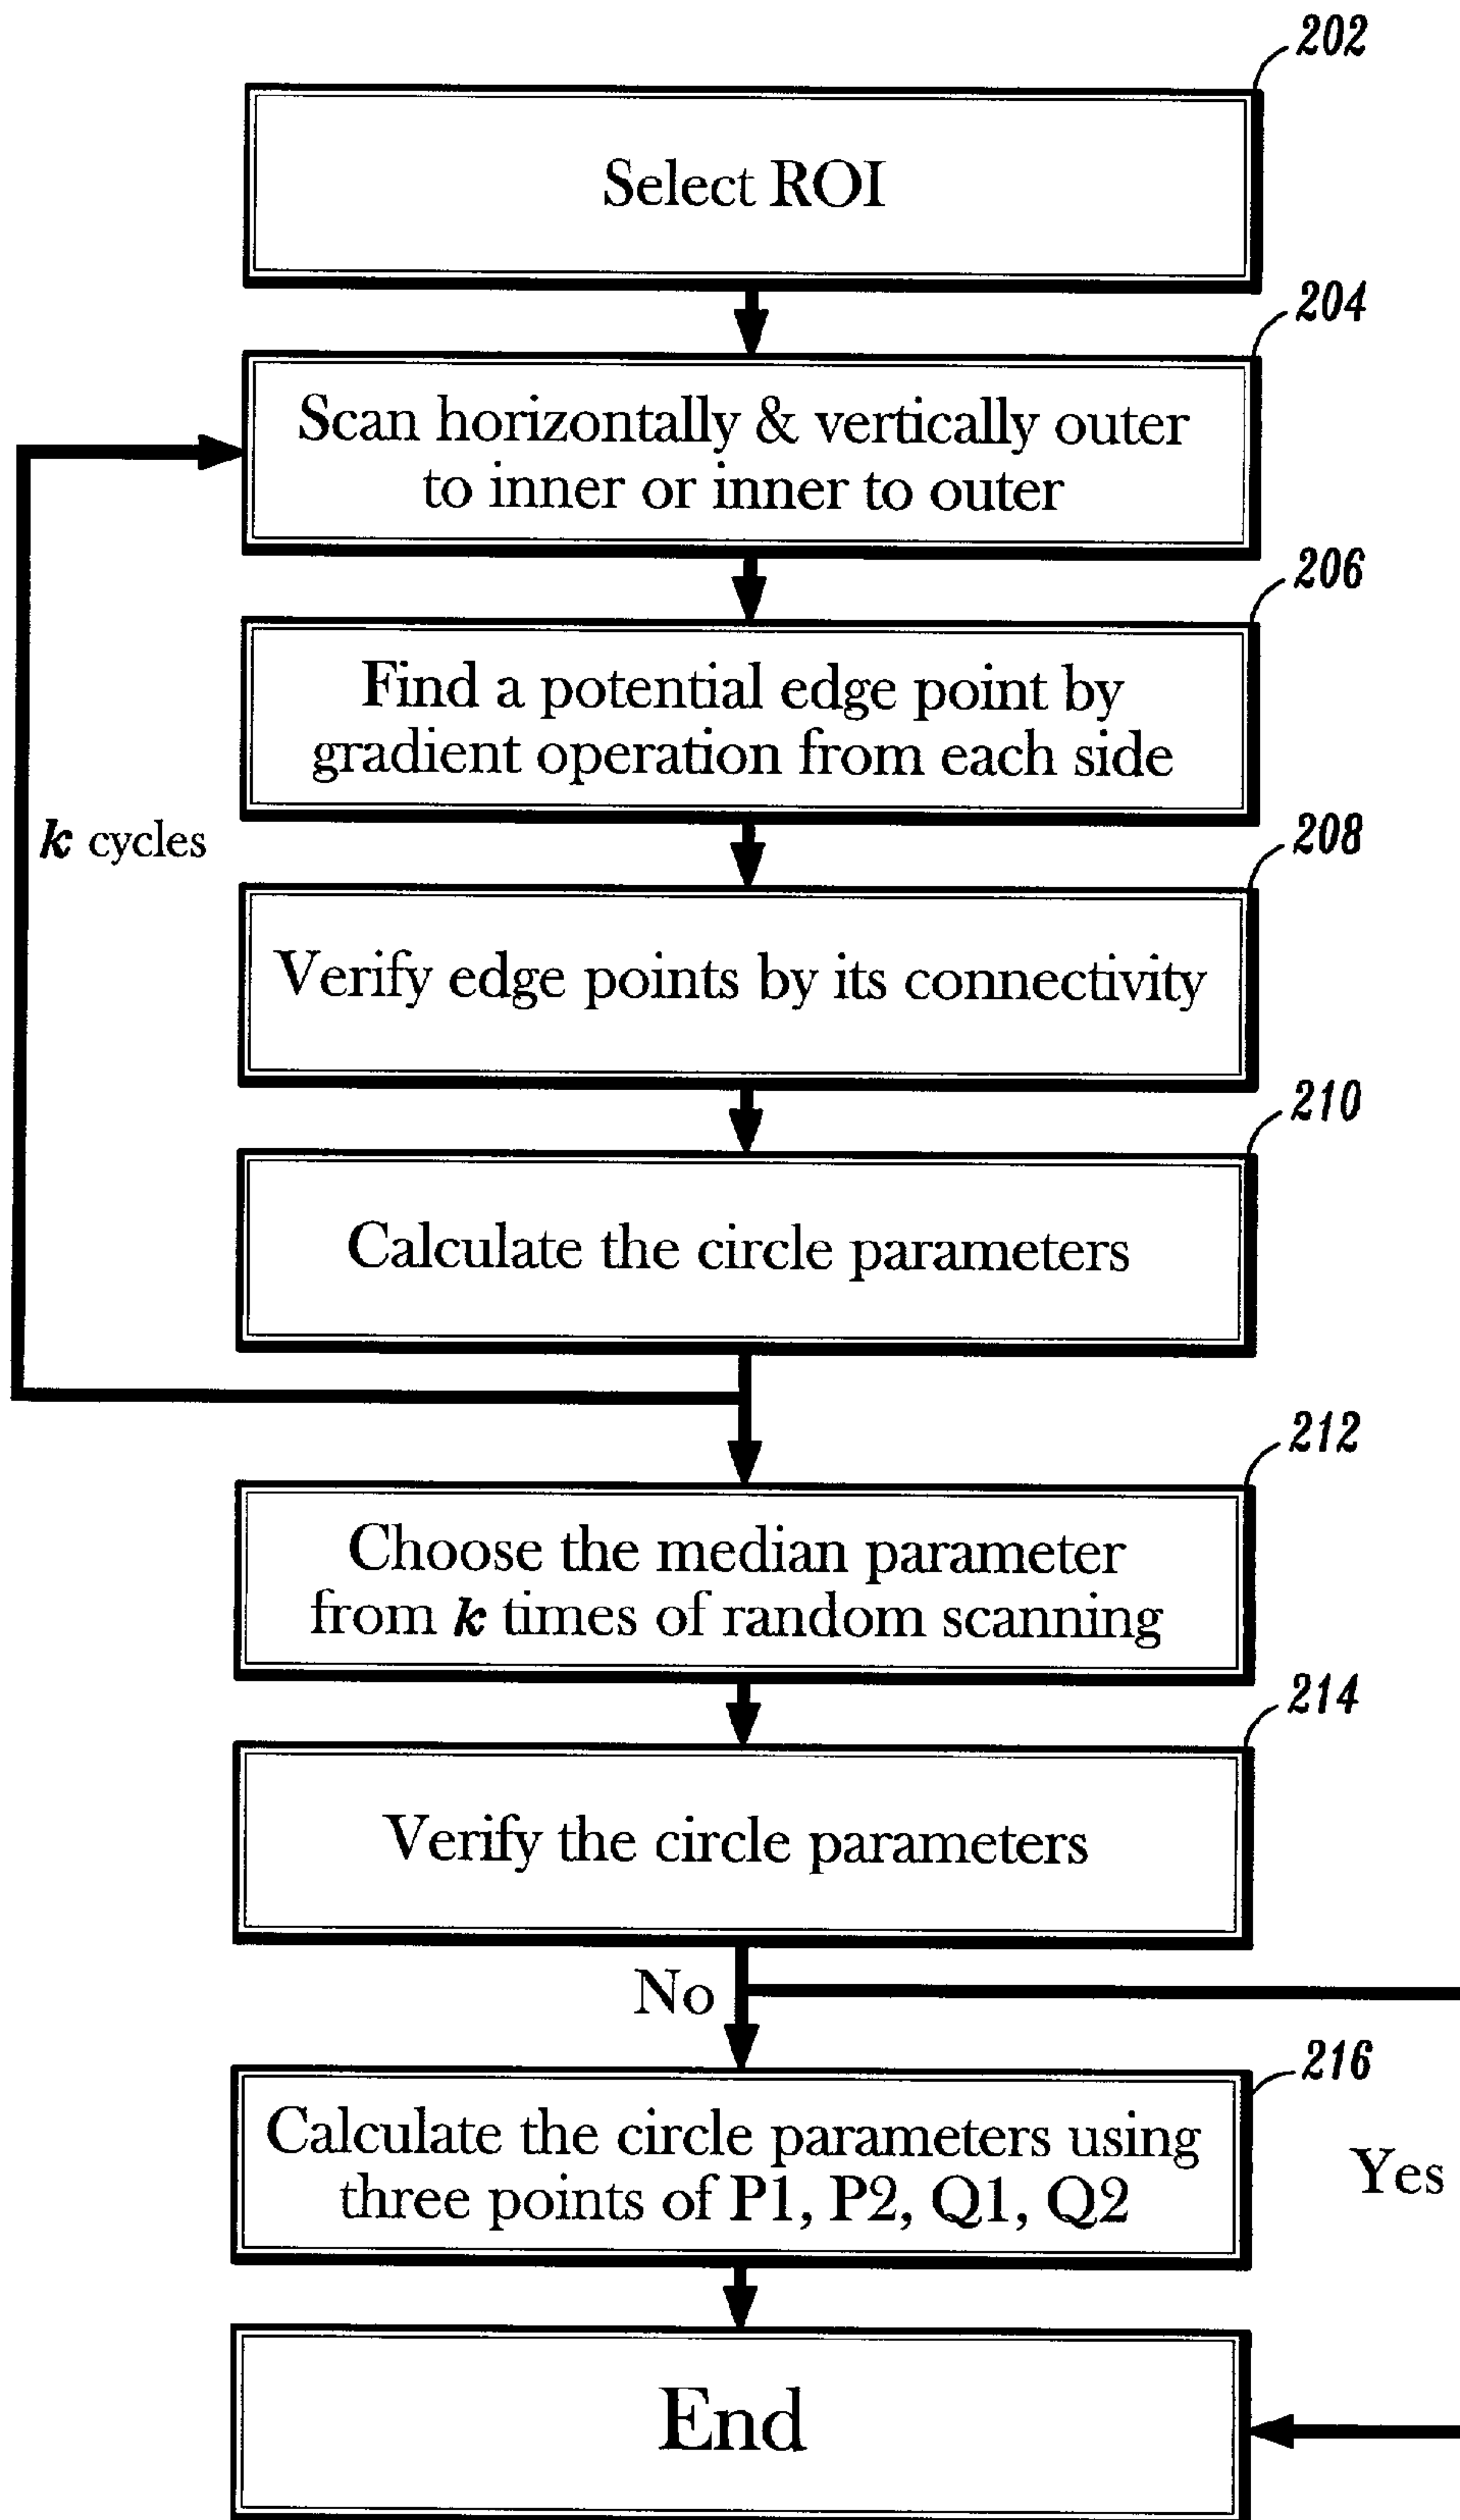 202
Select ROI
204
Scan horizontally & vertically outer
to inner or inner to outer
206
Find a potential edge point by
gradient operation from each side
k cycles
208
Verify edge points by its connectivity
210
Calculate the circle parameters
212
Choose the median parameter
from k times of random scanning
214
Verify the circle parameters
No
216
Calculate the circle parameters using
three points of P1, P2, Q1, Q2
Yes
End